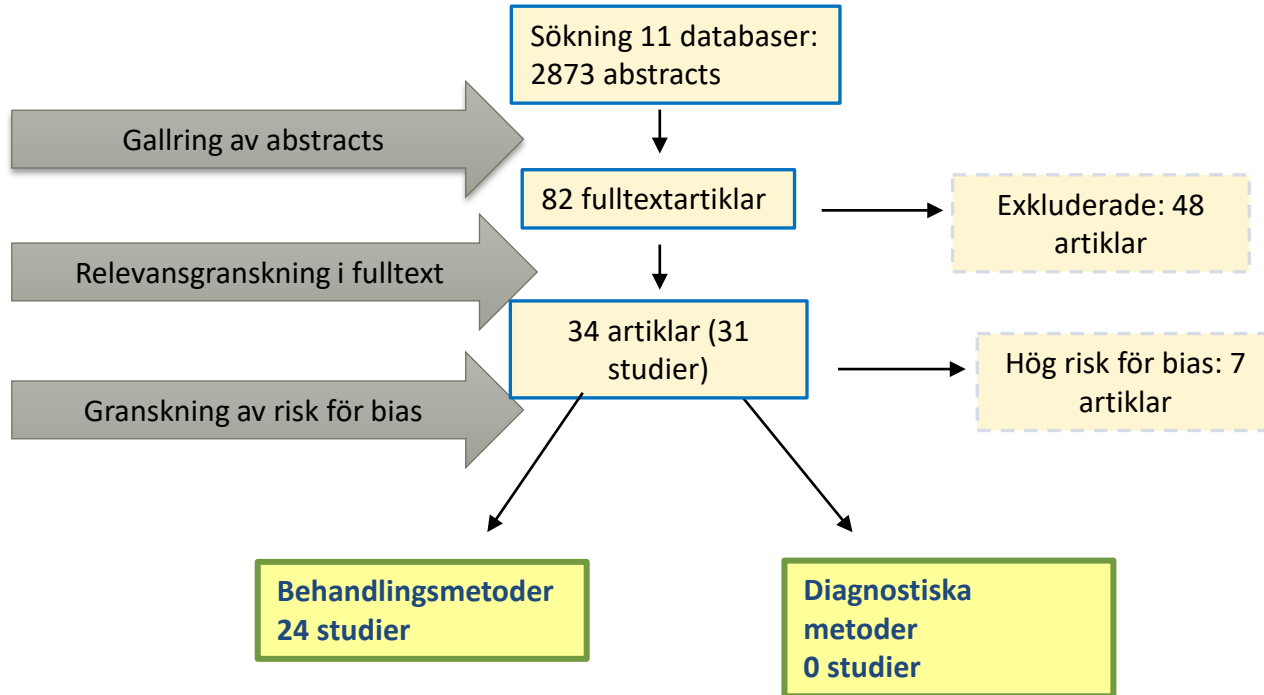 Sökning 11 databaser:
2873 abstracts
Gallring av abstracts
82 fulltextartiklar
Exkluderade: 48
artiklar
Relevansgranskning i fulltext
34 artiklar (31
studier)
Hög risk för bias: 7
artiklar
Granskning av risk för bias
Behandlingsmetoder
24 studier
Diagnostiska
metoder
0 studier